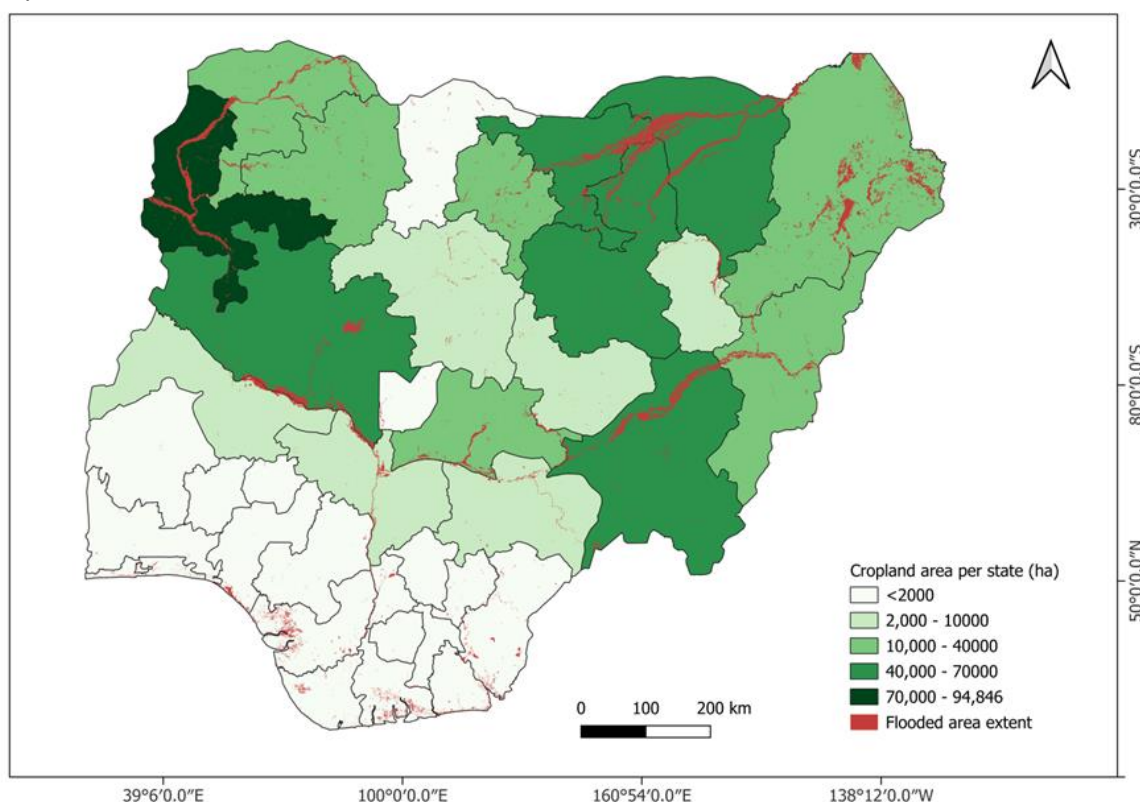 30°0'0.0"S
80°0'0.0"S
50°0'0.0"N
Cropland area per state (ha)
<2000
2,000 - 10000
10,000 - 40000
40,000 - 70000
70,000 - 94,846
Flooded area extent
0 100 200 km
39°6'0.0"E 100°0'0.0"E 160°54'0.0"E 138°12'0.0"W